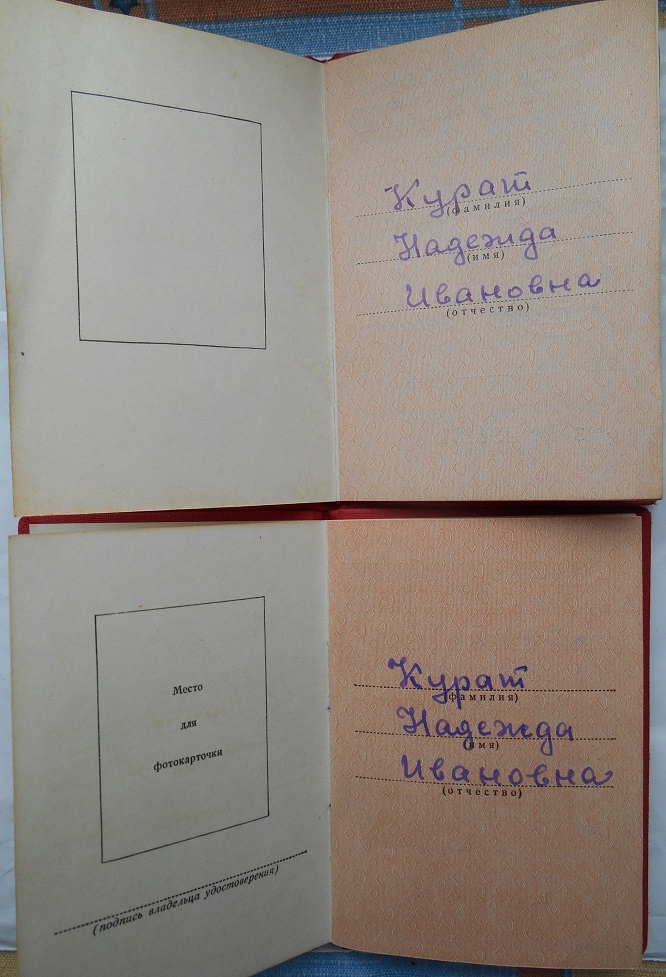 Курат
(фамилия)
Надежда
(имя)
Ивановна
(отчество)
Место
для
фотокарточки
(подпись владельца удостоверения)
Курат
(фамилия)
Надежда
(имя)
Ивановна
(отчество)